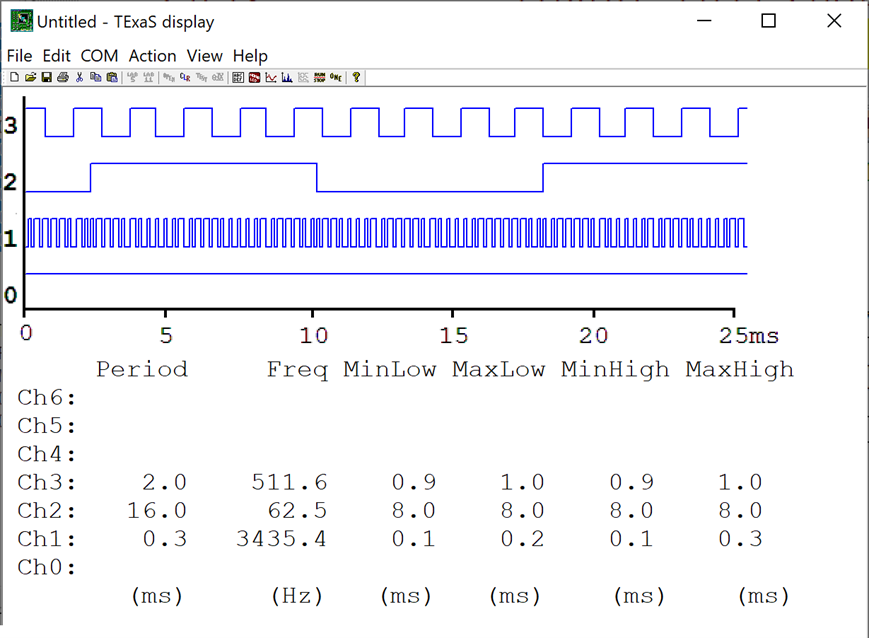 Untitled - TExaS display
File Edit COM Action View Help
3
2
1
0
0 5 10 15 20 25ms
Period Freq MinLow MaxLow MinHigh MaxHigh
Ch6:
Ch5:
Ch4:
Ch3: 2.0 511.6 0.9 1.0 0.9 1.0
Ch2: 16.0 62.5 8.0 8.0 8.0 8.0
Ch1: 0.3 3435.4 0.1 0.2 0.1 0.3
Ch0:
(ms) (Hz) (ms) (ms) (ms) (ms)